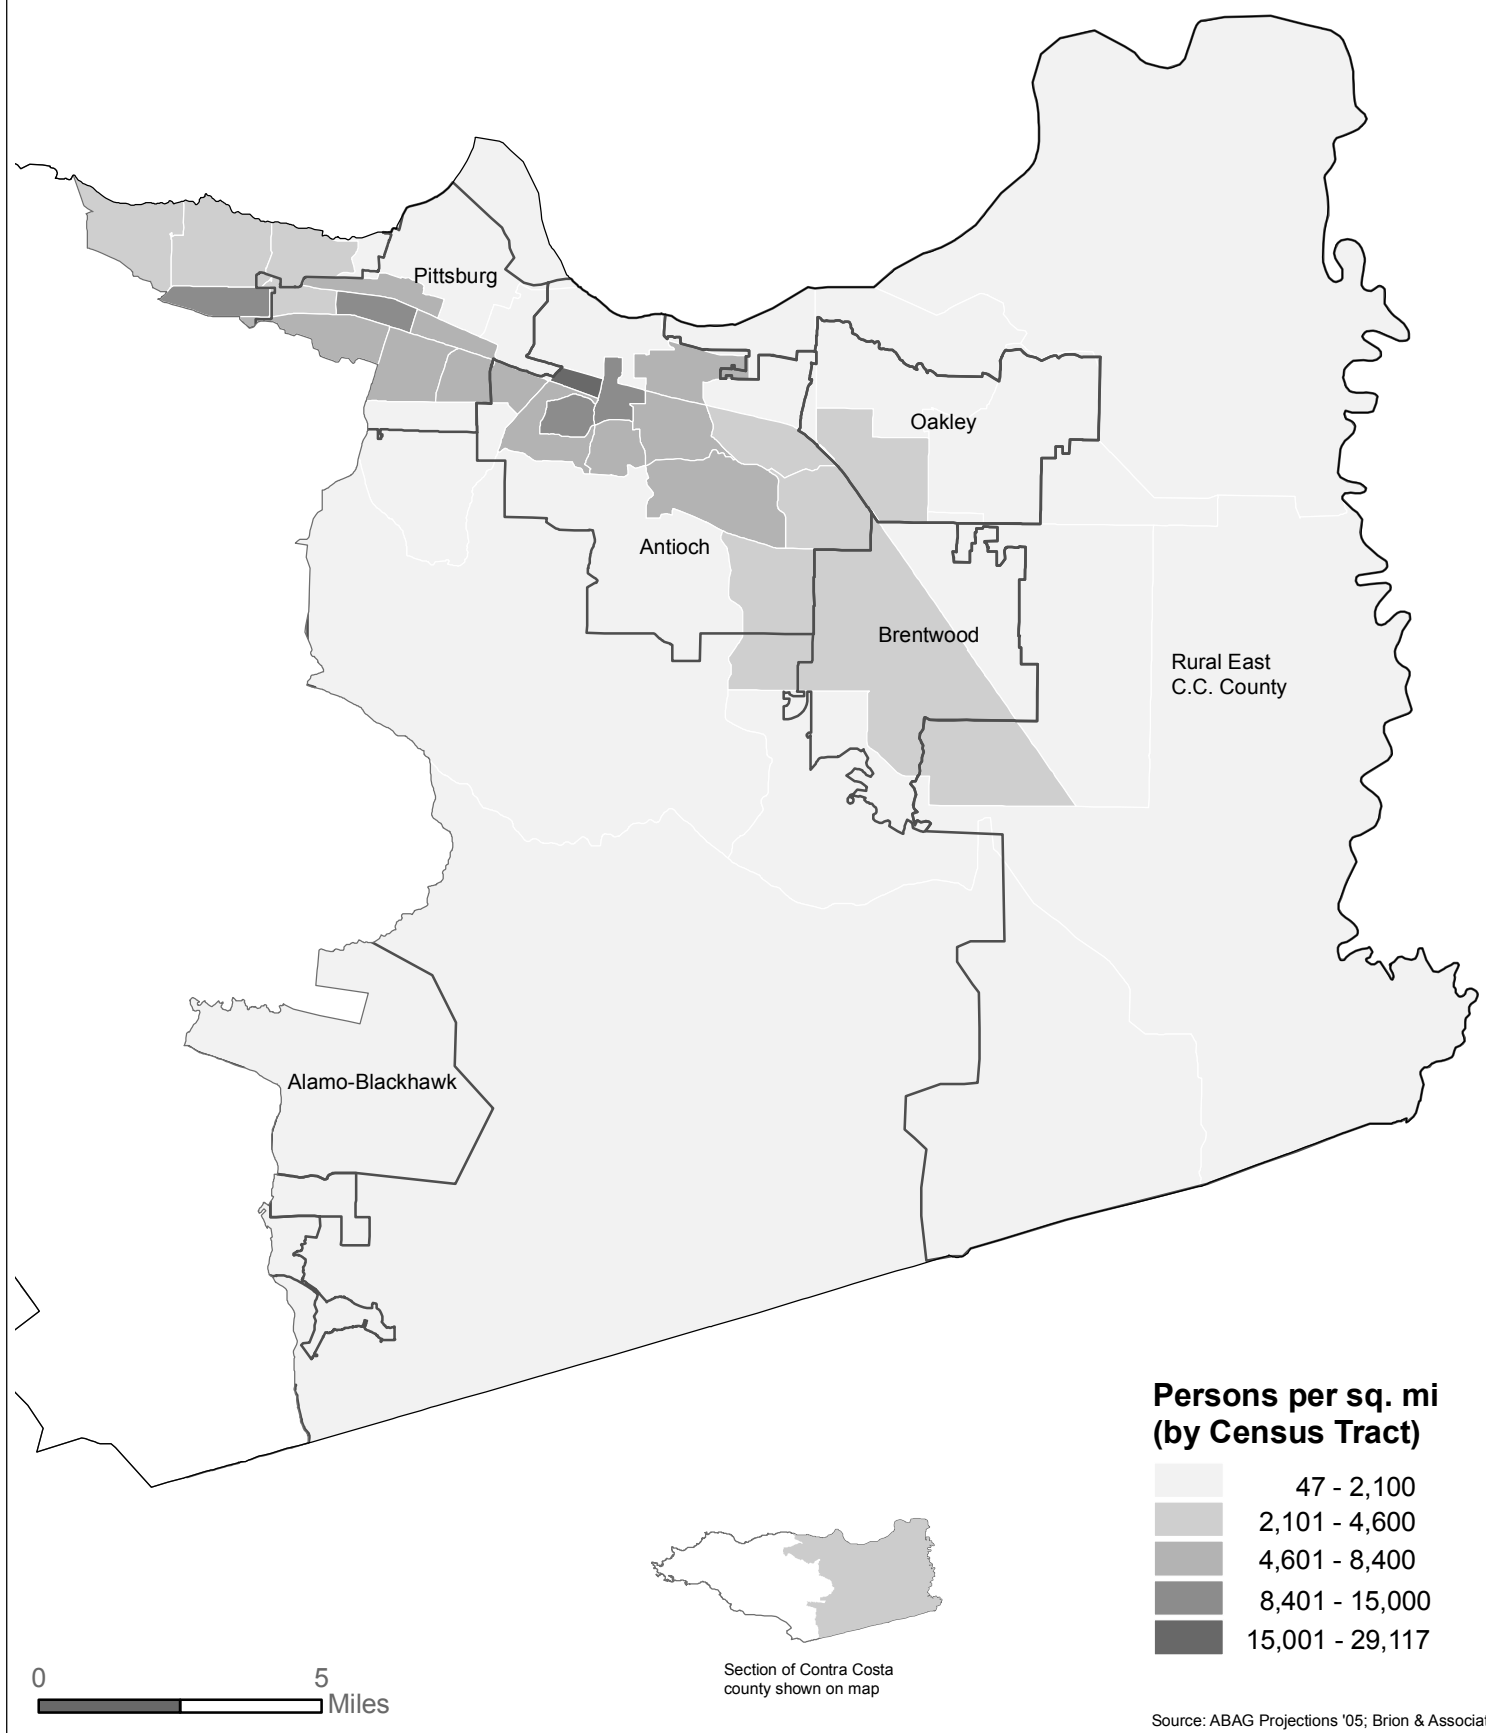 Pittsburg
Oakley
Antioch
Brentwood
Rural East
C.C. County
Alamo-Blackhawk
Persons per sq. mi
(by Census Tract)
47 - 2,100
2,101 - 4,600
4,601 - 8,400
8,401 - 15,000
15,001 - 29,117
Section of Contra Costa
county shown on map
0 5
Miles
Source: ABAG Projections '05; Brion &